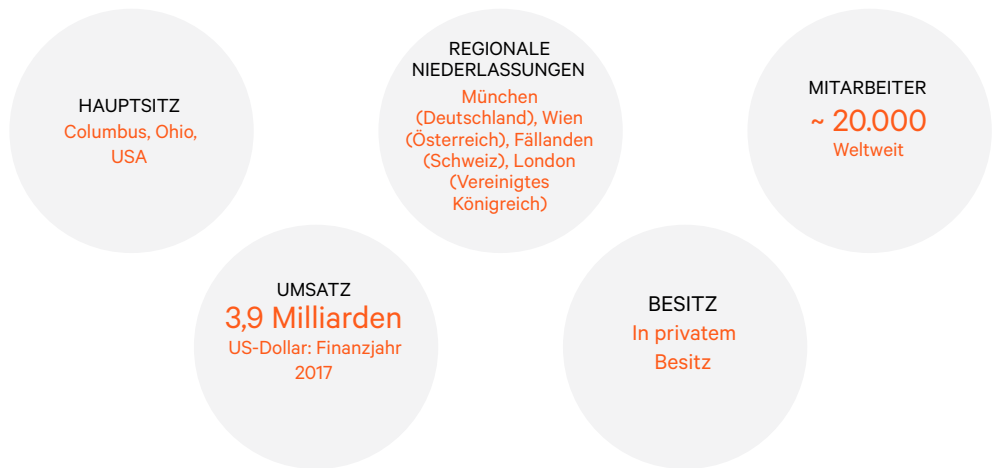 HAUPTSITZ
Columbus, Ohio,
USA
REGIONALE
NIEDERLASSUNGEN
München
(Deutschland), Wien
(Österreich), Fällanden
(Schweiz), London
(Vereinigtes
Königreich)
MITARBEITER
~ 20.000
Weltweit
UMSATZ
3,9 Milliarden
US-Dollar: Finanzjahr
2017
BESITZ
In privatem
Besitz